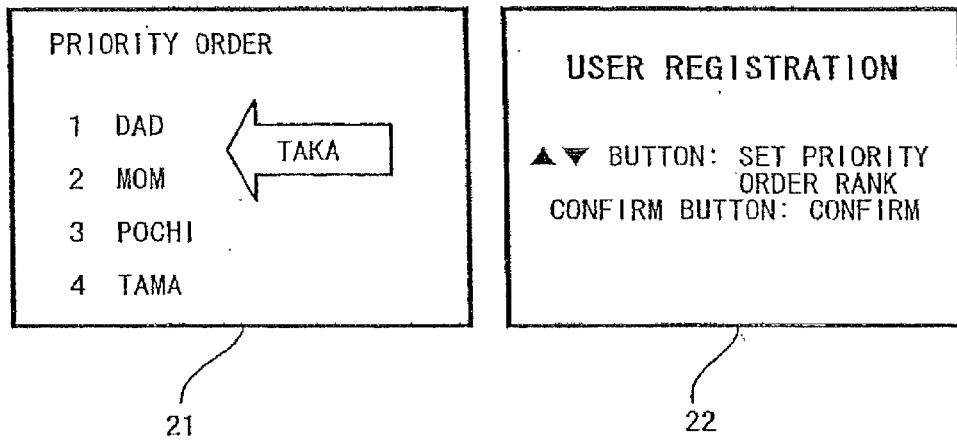 PRIORITY ORDER
1 DAD
TAKA
2 MOM
3 POCHI
4 TAMA
21
USER REGISTRATION
▲▼ BUTTON: SET PRIORITY
ORDER RANK
CONFIRM BUTTON: CONFIRM
22